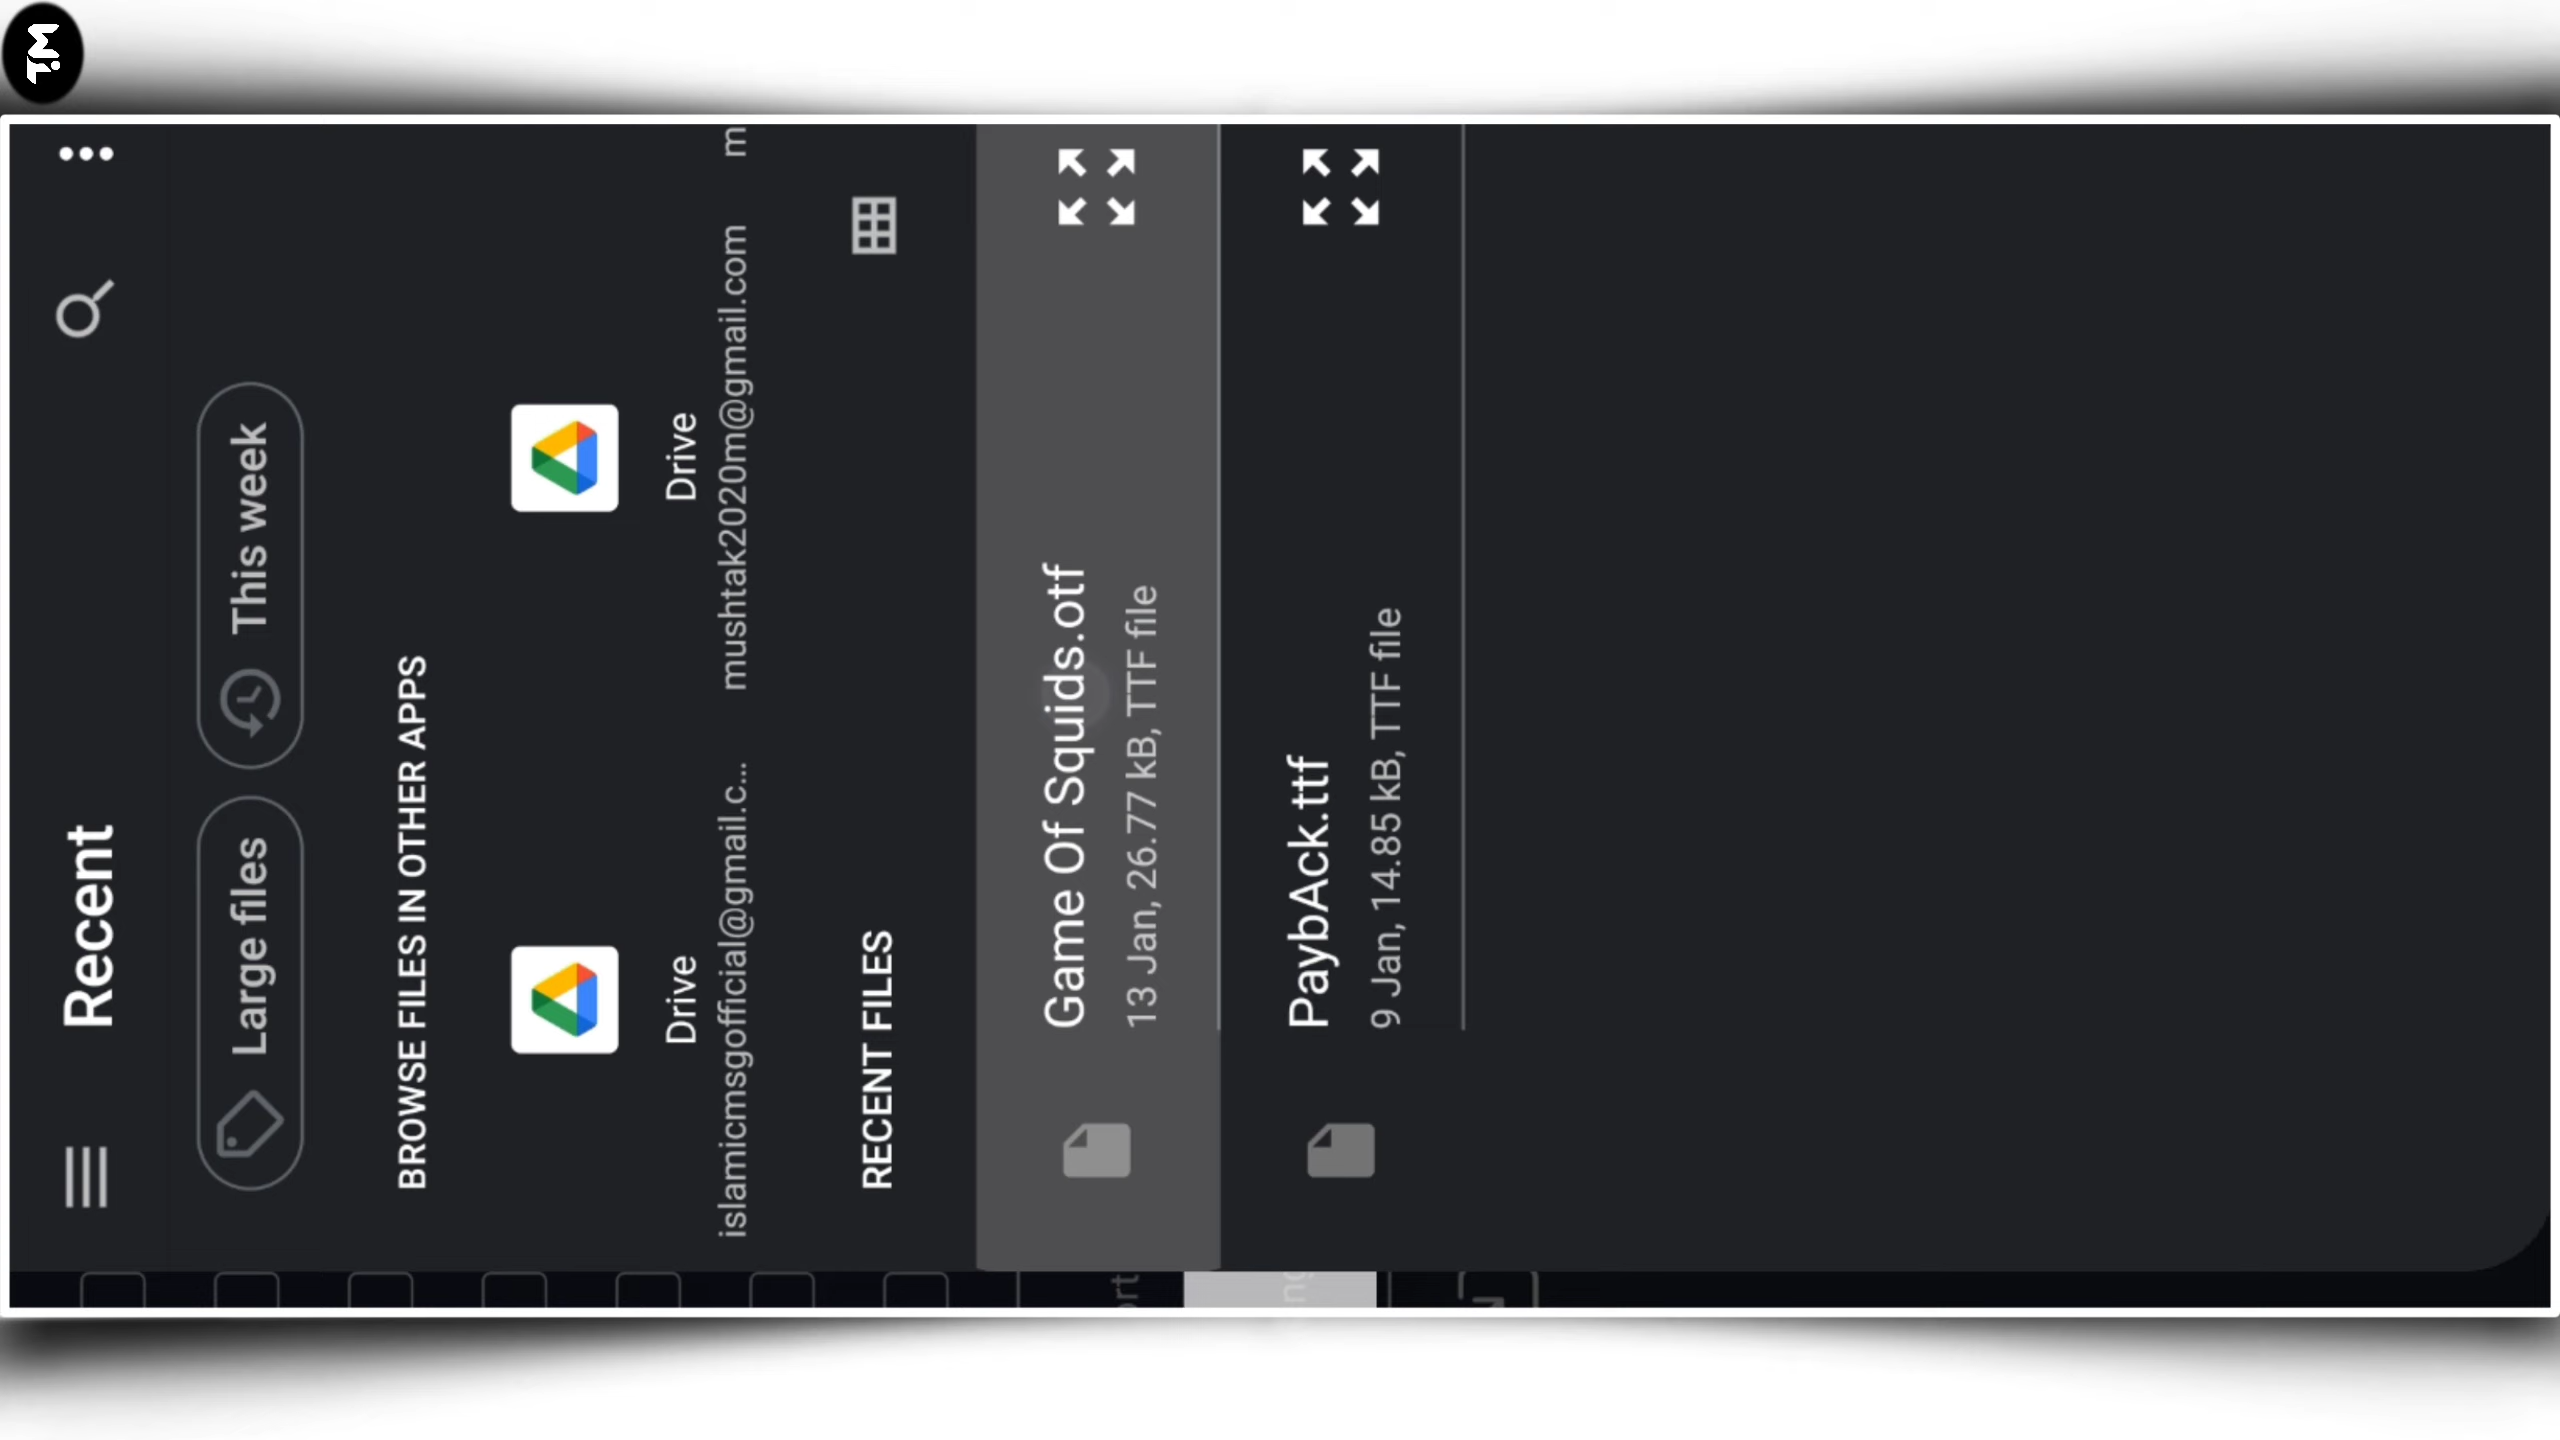 Recent
Large files
This week
BROWSE FILES IN OTHER APPS
Drive
islamicmsgofficial@gmail.c...
Drive
mushtak2020m@gmail.com
m
RECENT FILES
Game Of Squids.otf
13 Jan, 26.77 kB, TTF file
PaybAck.ttf
9 Jan, 14.85 kB, TTF file